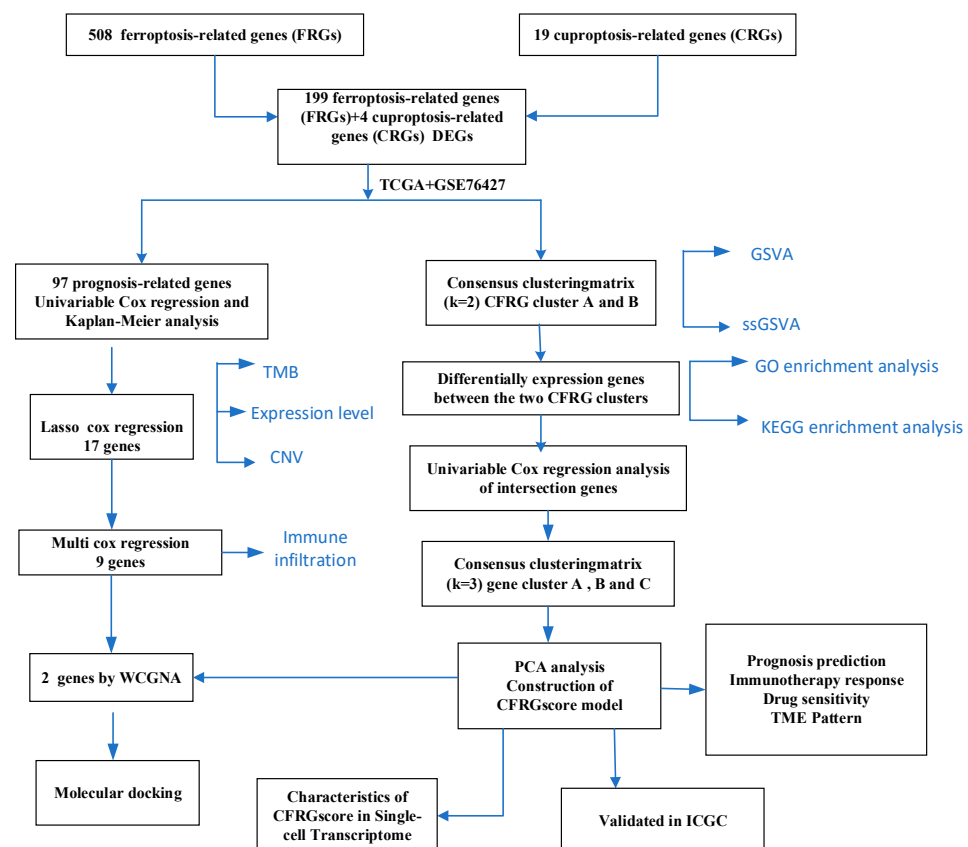 508 ferroptosis-related genes (FRGs)
19 cuproptosis-related genes (CRGs)
199 ferroptosis-related genes
(FRGs)+4 cuproptosis-related
genes (CRGs) DEGs
TCGA+GSE76427
97 prognosis-related genes
Univariable Cox regression and
Kaplan-Meier analysis
TMB
Expression level
CNV
Lasso cox regression
17 genes
Multi cox regression
9 genes
Immune
infiltration
2 genes by WCGNA
Molecular docking
Consensus clusteringmatrix
(k=2) CFRG cluster A and B
GSVA
ssGSVA
Differentially expression genes
between the two CFRG clusters
GO enrichment analysis
KEGG enrichment analysis
Univariable Cox regression analysis
of intersection genes
Consensus clusteringmatrix
(k=3) gene cluster A , B and C
PCA analysis
Construction of
CFRGscore model
Prognosis prediction
Immunotherapy response
Drug sensitivity
TME Pattern
Characteristics of
CFRGscore in Single-
cell Transcriptome
Validated in ICGC